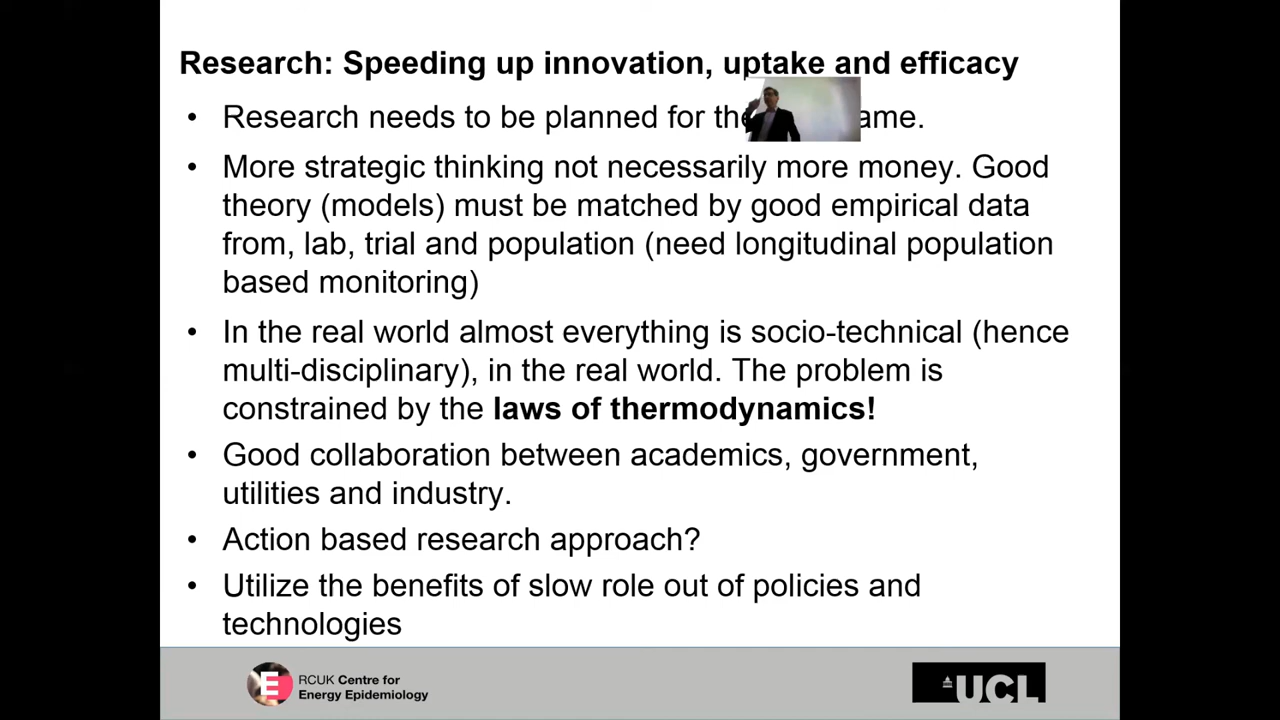 Research: Speeding up innovation, uptake and efficacy
• Research needs to be planned for the ame.
• More strategic thinking not necessarily more money. Good
theory (models) must be matched by good empirical data
from, lab, trial and population (need longitudinal population
based monitoring)
• In the real world almost everything is socio-technical (hence
multi-disciplinary), in the real world. The problem is
constrained by the laws of thermodynamics!
• Good collaboration between academics, government,
utilities and industry.
• Action based research approach?
• Utilize the benefits of slow role out of policies and
technologies
E RCUK Centre for
Energy Epidemiology
UCL